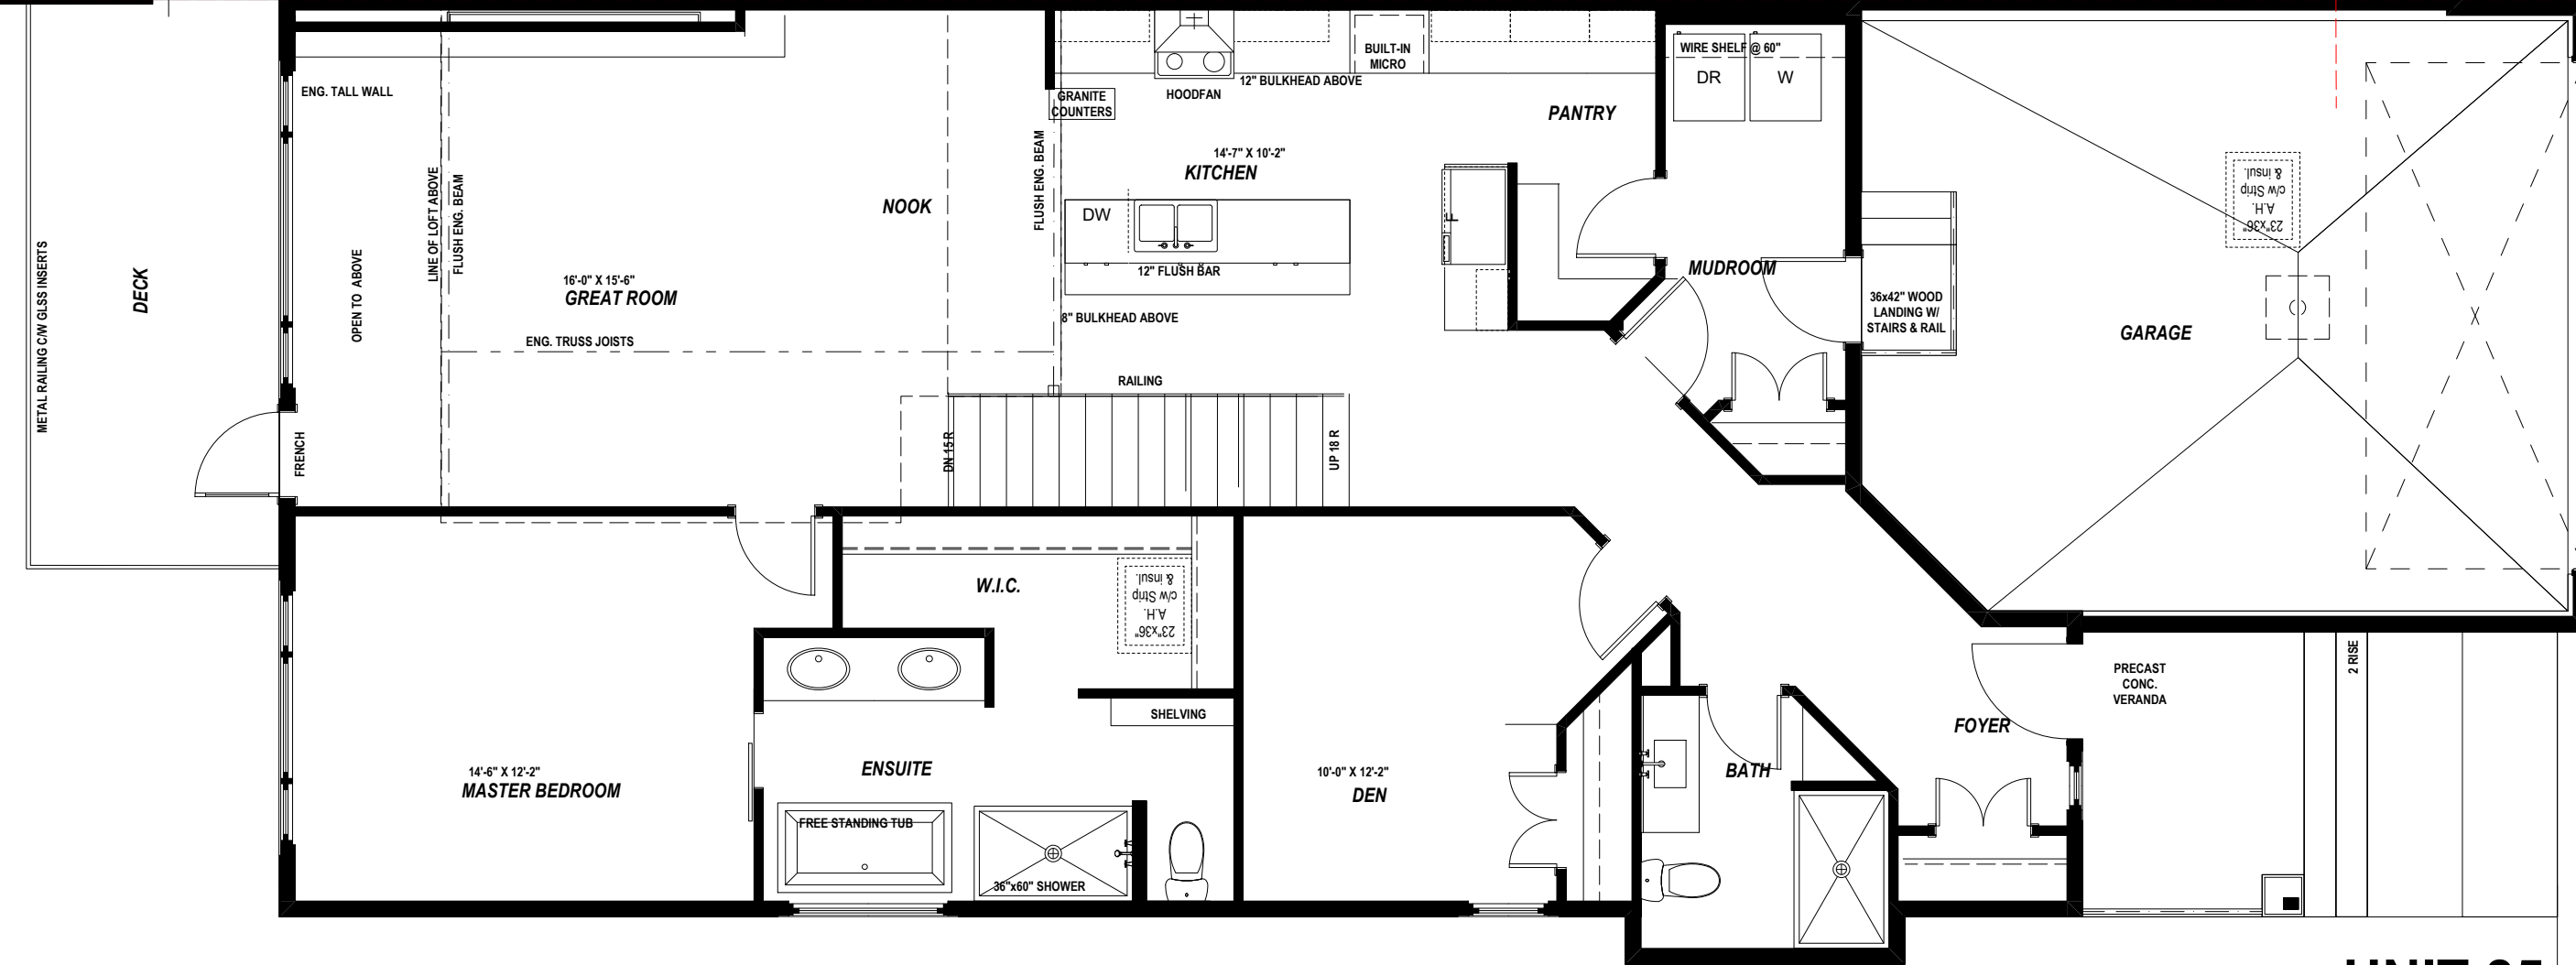 ENG. TALL WALL
METAL RAILING C/W GLSS INSERTS
DECK
OPEN TO ABOVE
FRENCH
LINE OF LOFT ABOVE
FLUSH ENG. BEAM
16'-0" X 15'-6"
GREAT ROOM
ENG. TRUSS JOISTS
NOOK
FLUSH ENG. BEAM
GRANITE
COUNTERS
HOODFAN
12" BULKHEAD ABOVE
BUILT-IN
MICRO
14'-7" X 10'-2"
KITCHEN
DW
12" FLUSH BAR
8" BULKHEAD ABOVE
F
PANTRY
WIRE SHELF @ 60"
DR
W
MUDROOM
36x42" WOOD
LANDING W/
STAIRS & RAIL
23"x36"
A.H.
c/w Strip
& insul.
GARAGE
RAILING
DN 15 R
UP 18 R
W.I.C.
23"x36"
A.H.
c/w Strip
& insul.
SHELVING
14'-6" X 12'-2"
MASTER BEDROOM
ENSUITE
FREE STANDING TUB
36"x60" SHOWER
10'-0" X 12'-2"
DEN
BATH
FOYER
PRECAST
CONC.
VERANDA
2 RISE